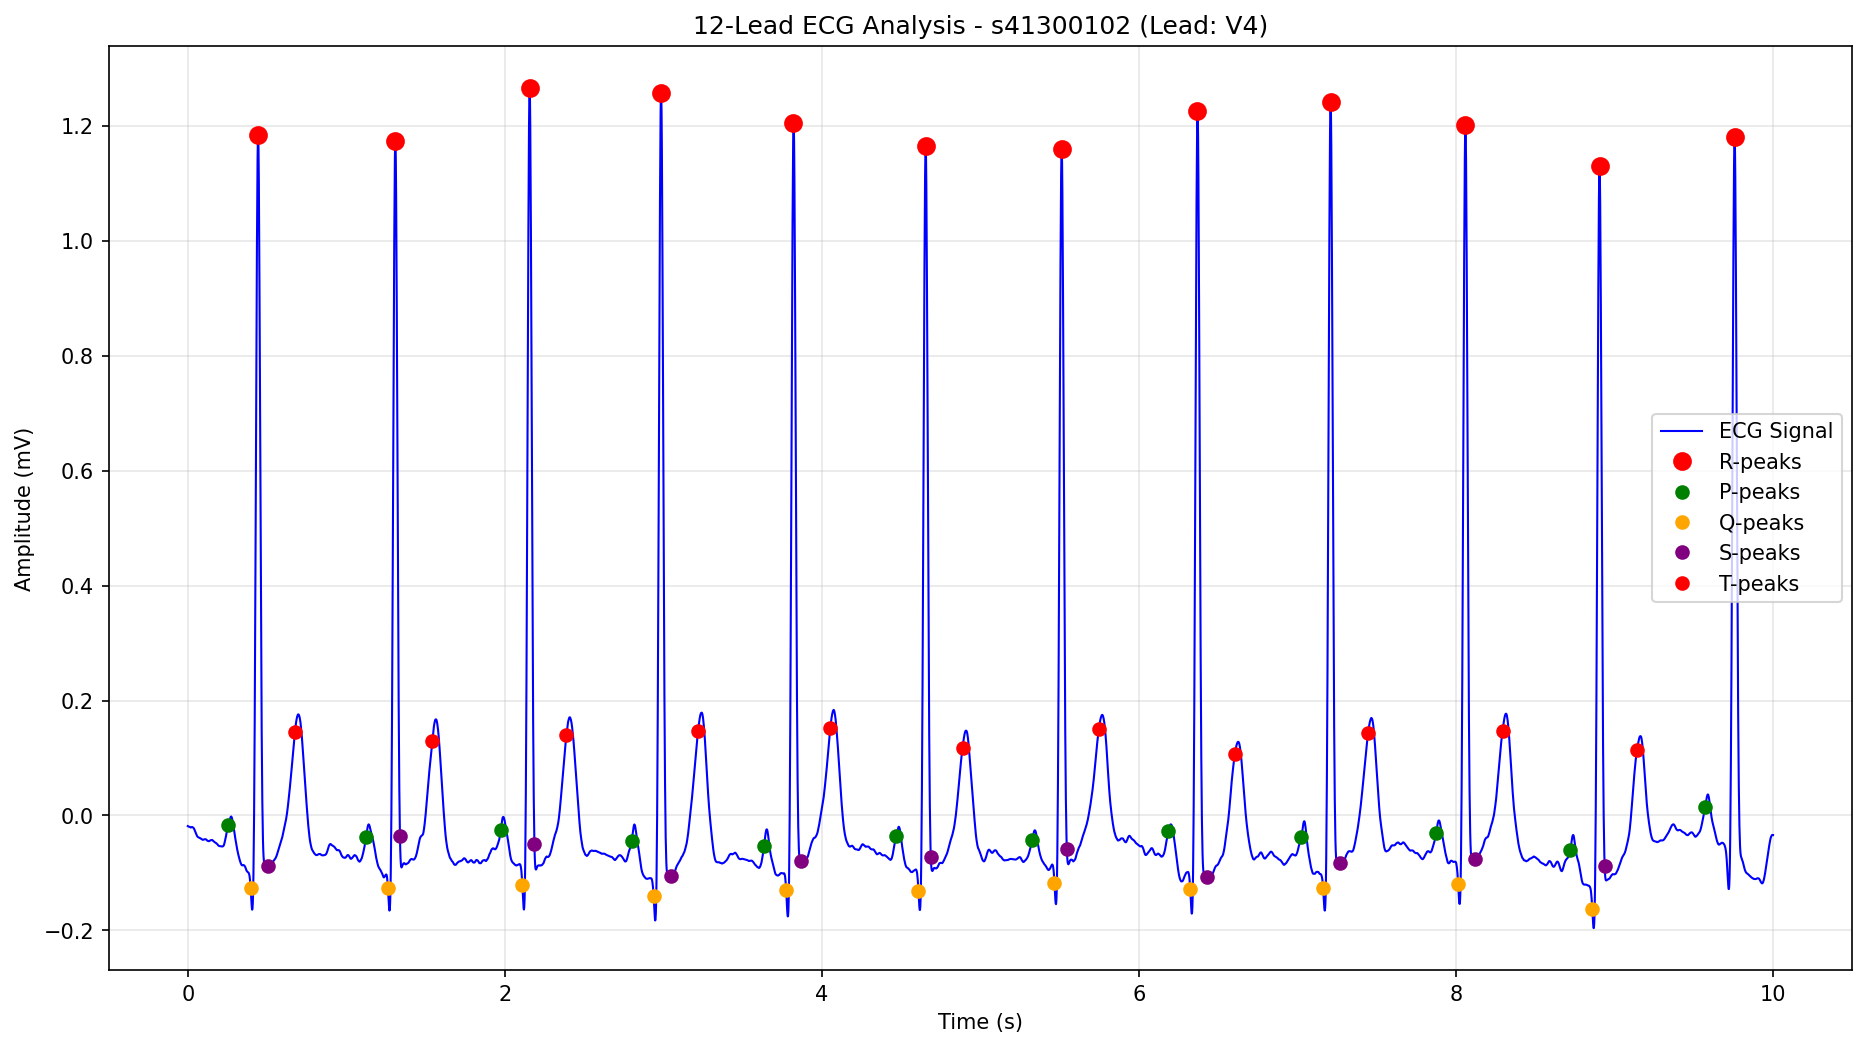 12-Lead ECG Analysis - s41300102 (Lead: V4)
Amplitude (mV)
1.2
1.0
0.8
0.6
0.4
0.2
0.0
−0.2
ECG Signal
R-peaks
P-peaks
Q-peaks
S-peaks
T-peaks
0 2 4 6 8 10
Time (s)